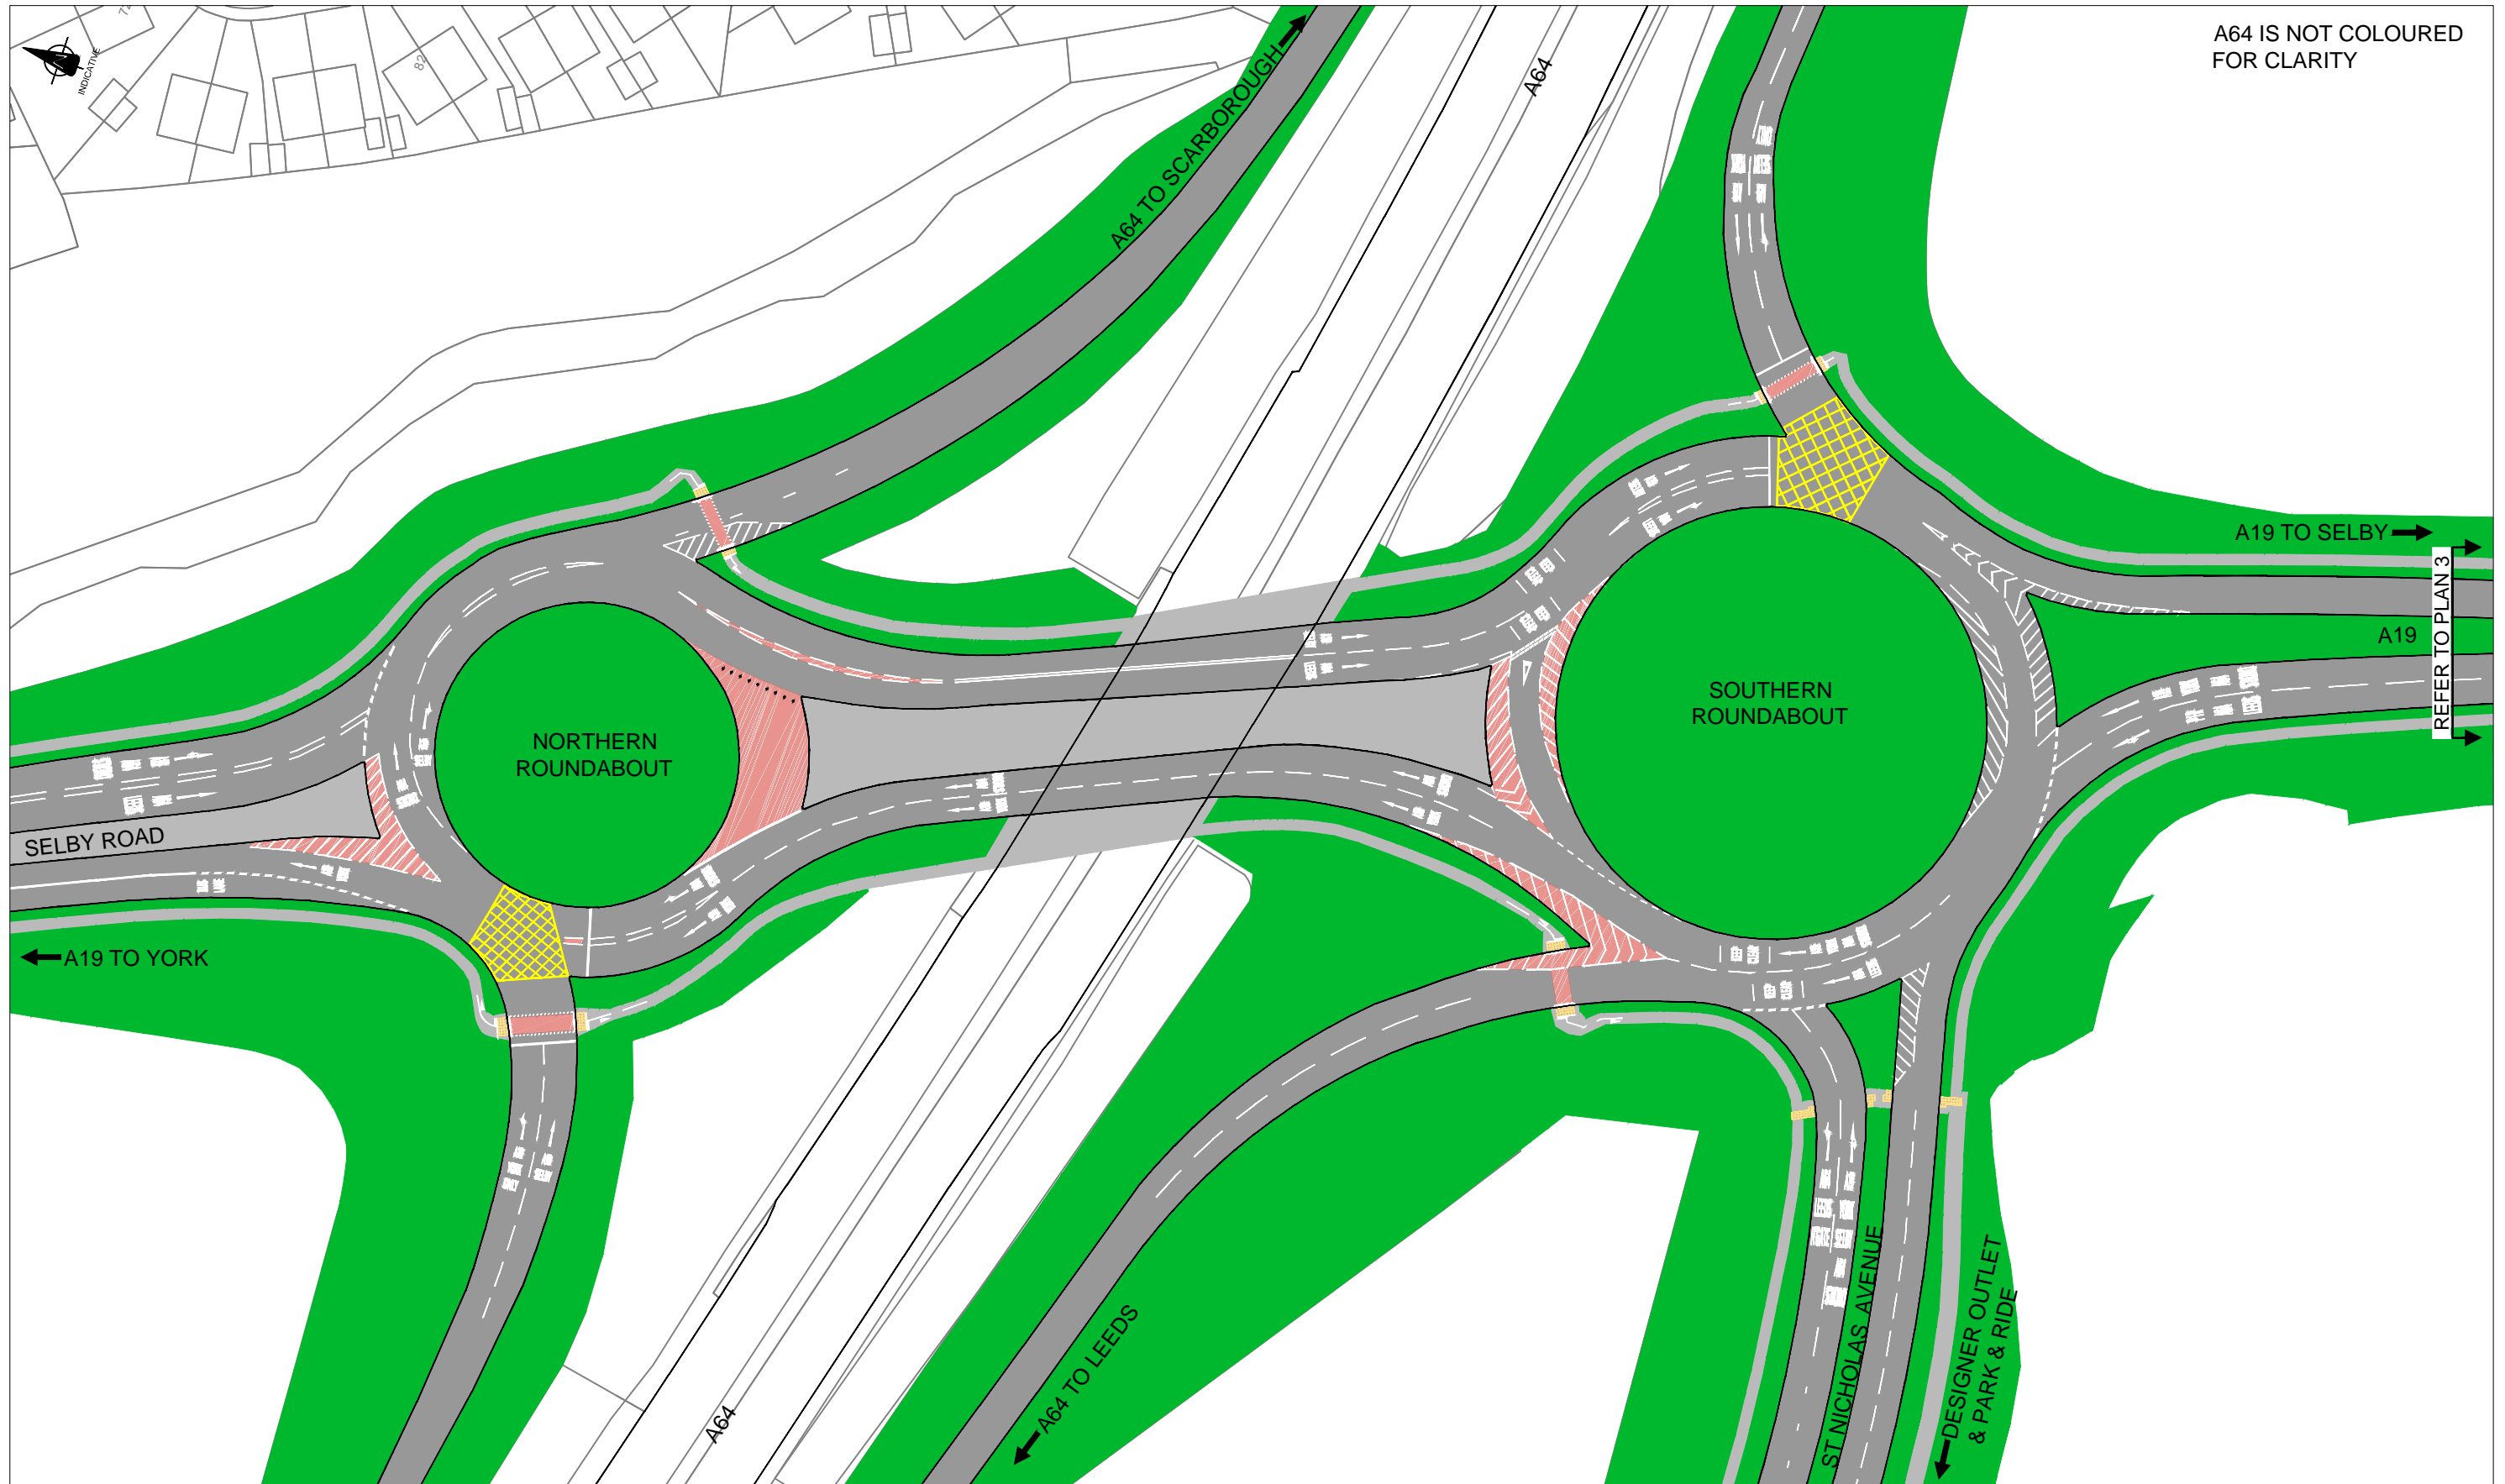 A64 IS NOT COLOURED
FOR CLARITY
INDICATIVE
82
A64 TO SCARBOROUGH
A64
A19 TO SELBY
REFER TO PLAN 3
A19
SOUTHERN
ROUNDABOUT
NORTHERN
ROUNDABOUT
SELBY ROAD
A19 TO YORK
A64 TO LEEDS
A64
ST NICHOLAS AVENUE
DESIGNER OUTLET
& PARK & RIDE